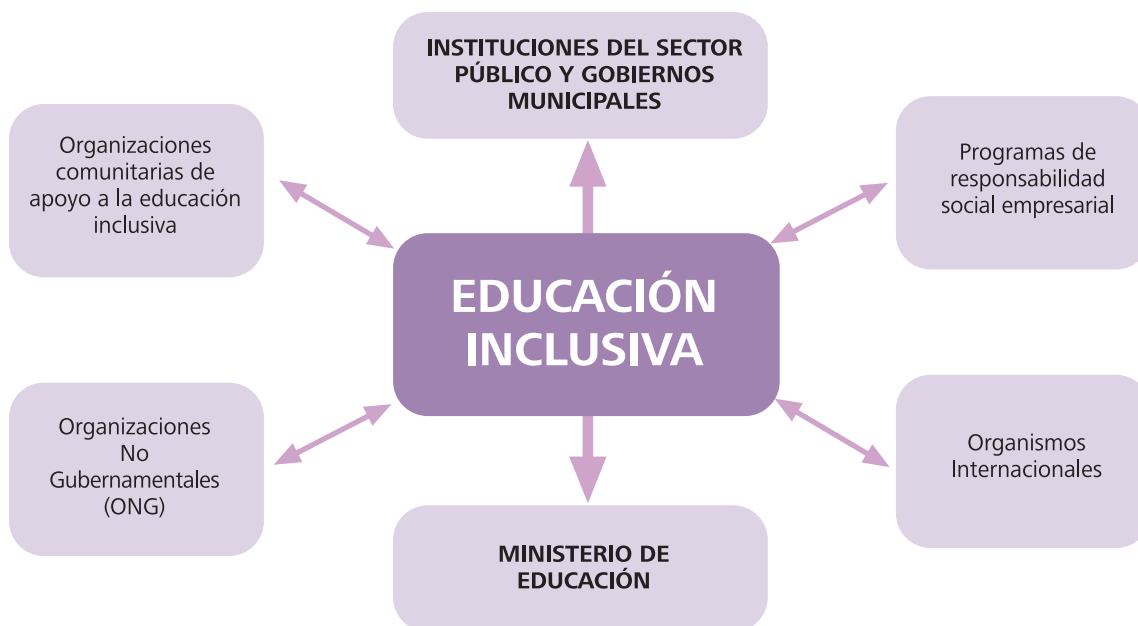 INSTITUCIONES DEL SECTOR
PÚBLICO Y GOBIERNOS
MUNICIPALES
Organizaciones
comunitarias de
apoyo a la educación
inclusiva
Programas de
responsabilidad
social empresarial
EDUCACIÓN
INCLUSIVA
Organizaciones
No
Gubernamentales
(ONG)
Organismos
Internacionales
MINISTERIO DE
EDUCACIÓN